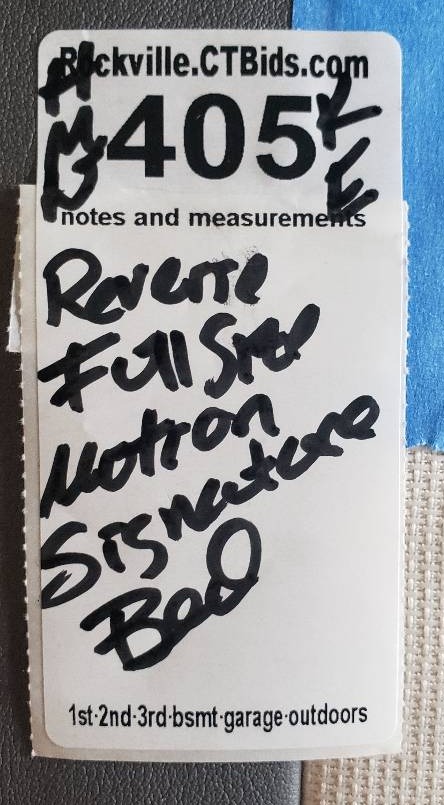 Rockville.CTBids.com
405
notes and measurements
Reverie
Full Size
Motion
Signature
Bed
1st·2nd·3rd·bsmt·garage·outdoors